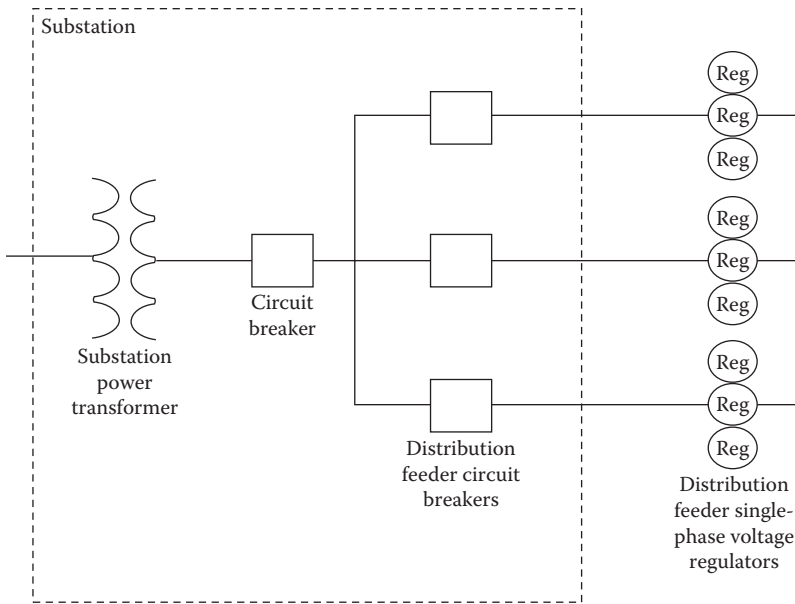 Substation
Reg
Reg
Reg
Reg
Reg
Reg
Circuit
breaker
Substation
power
transformer
Reg
Reg
Reg
Distribution
feeder circuit
breakers
Distribution
feeder single-
phase voltage
regulators